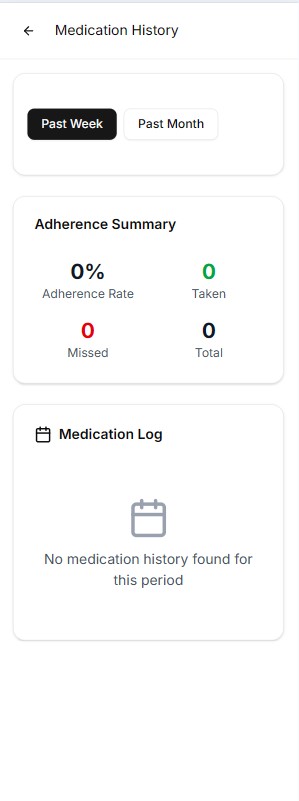 Medication History
Past Week
Past Month
Adherence Summary
0%
Adherence Rate
0
Taken
0
Missed
0
Total
Medication Log
No medication history found for
this period